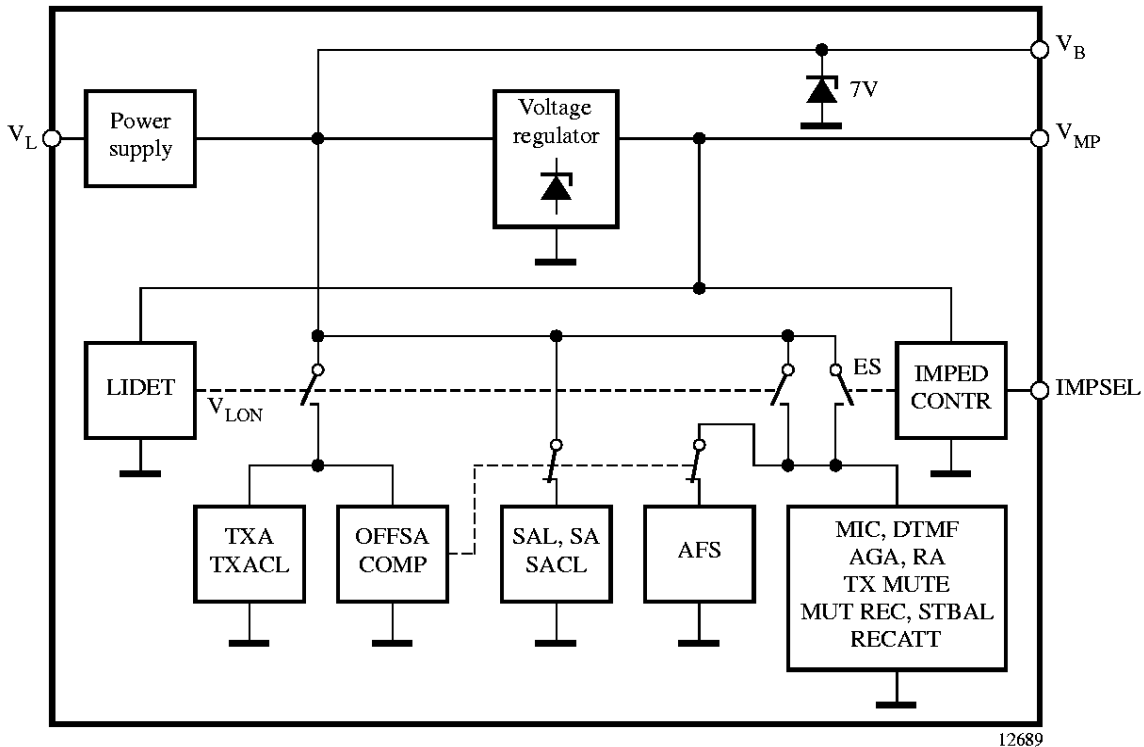 V_B
7V
V_L
Power
supply
Voltage
regulator
V_MP
LIDET
V_LON
ES
IMPED
CONTR
IMPSEL
TXA
TXACL
OFFSA
COMP
SAL, SA
SACL
AFS
MIC, DTMF
AGA, RA
TX MUTE
MUT REC, STBAL
RECATT
12689